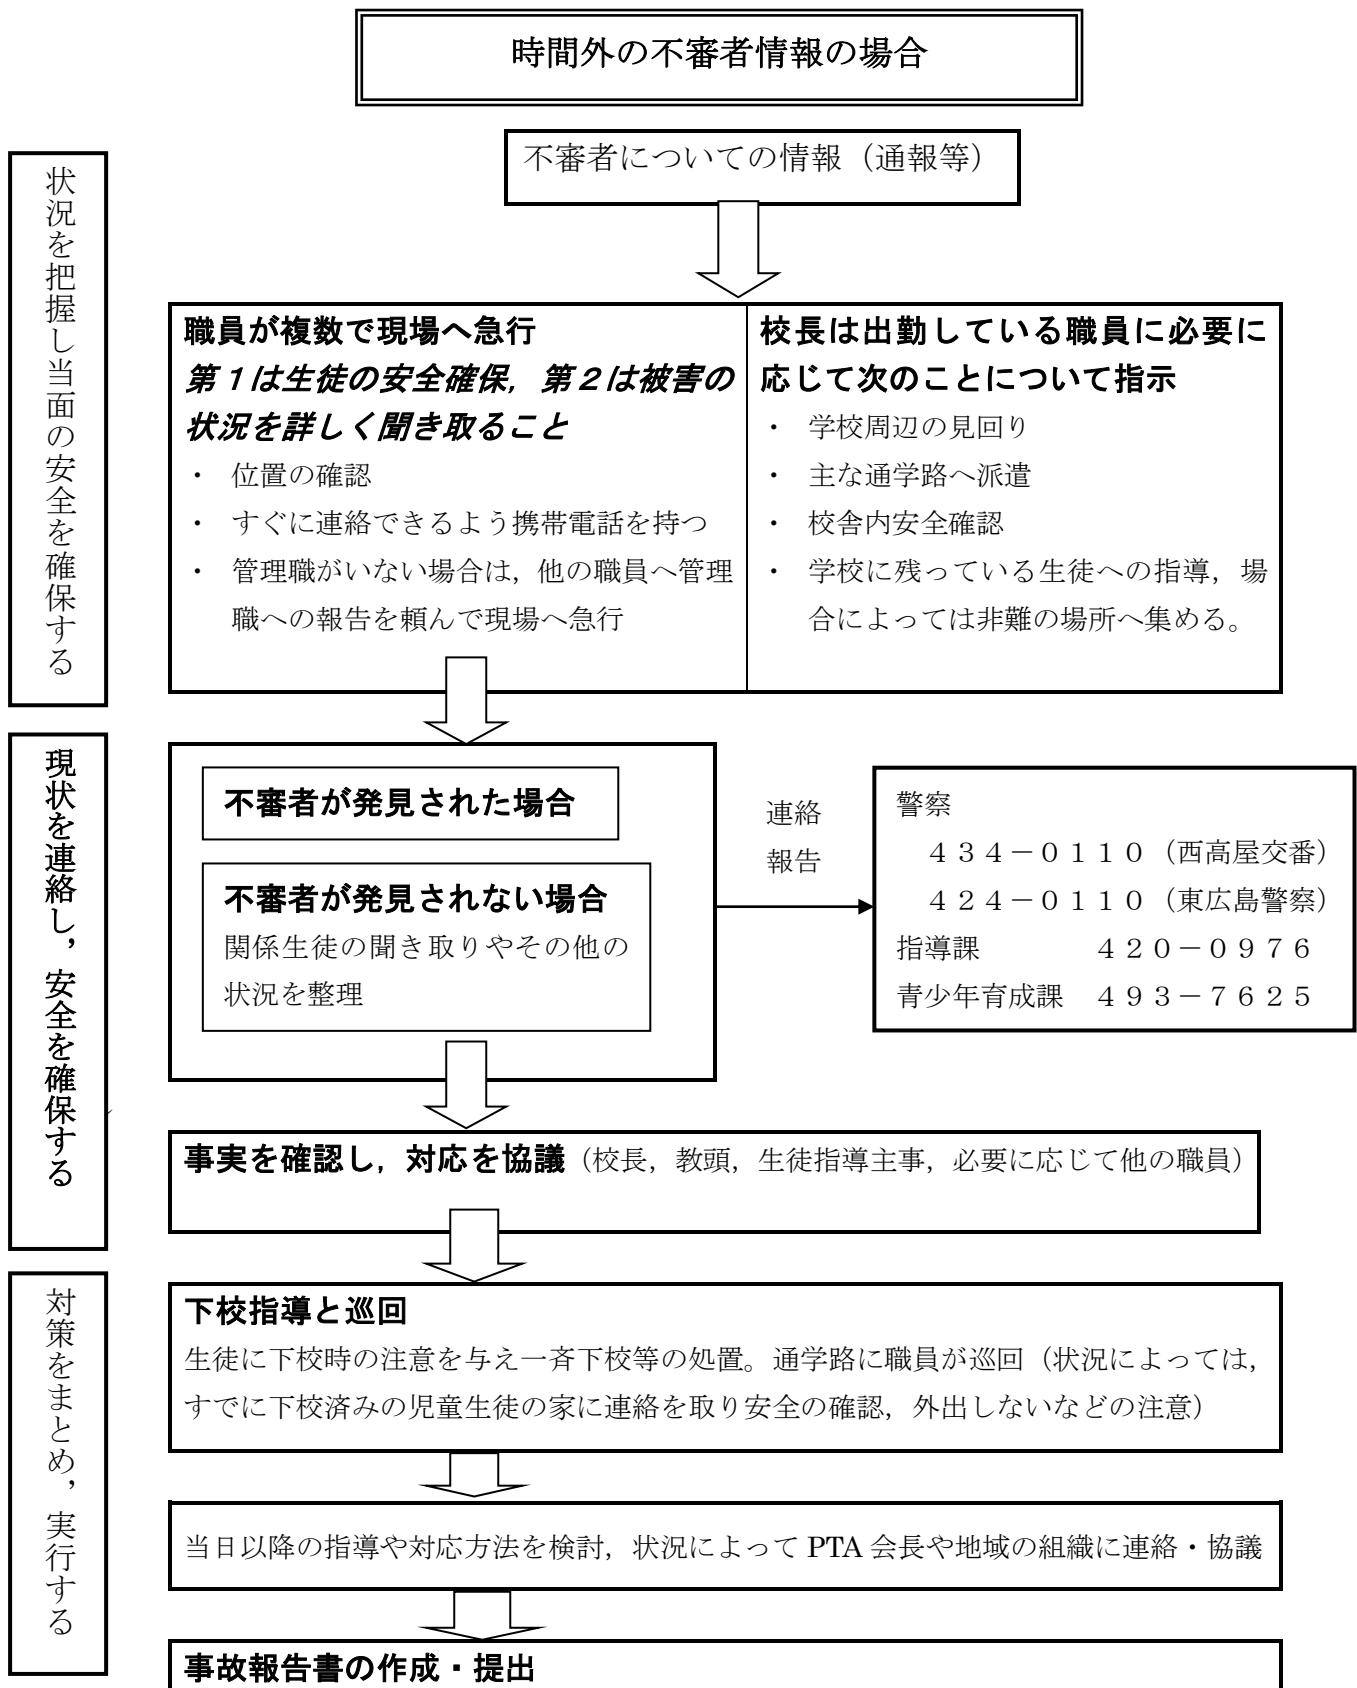 時間外の不審者情報の場合
不審者についての情報（通報等）
状況を把握し当面の安全を確保する
職員が複数で現場へ急行
第１は生徒の安全確保，第２は被害の
状況を詳しく聞き取ること
・ 位置の確認
・ すぐに連絡できるよう携帯電話を持つ
・ 管理職がいない場合は，他の職員へ管理
職への報告を頼んで現場へ急行
校長は出勤している職員に必要に
応じて次のことについて指示
・ 学校周辺の見回り
・ 主な通学路へ派遣
・ 校舎内安全確認
・ 学校に残っている生徒への指導，場
合によっては非難の場所へ集める。
現状を連絡し，安全を確保する
不審者が発見された場合
不審者が発見されない場合
関係生徒の聞き取りやその他の
状況を整理
連絡
報告
警察
４３４－０１１０（西高屋交番）
４２４－０１１０（東広島警察）
指導課 ４２０－０９７６
青少年育成課 ４９３－７６２５
事実を確認し，対応を協議（校長，教頭，生徒指導主事，必要に応じて他の職員）
対策をまとめ，実行する
下校指導と巡回
生徒に下校時の注意を与え一斉下校等の処置。通学路に職員が巡回（状況によっては，
すでに下校済みの児童生徒の家に連絡を取り安全の確認，外出しないなどの注意）
当日以降の指導や対応方法を検討，状況によって PTA 会長や地域の組織に連絡・協議
事故報告書の作成・提出